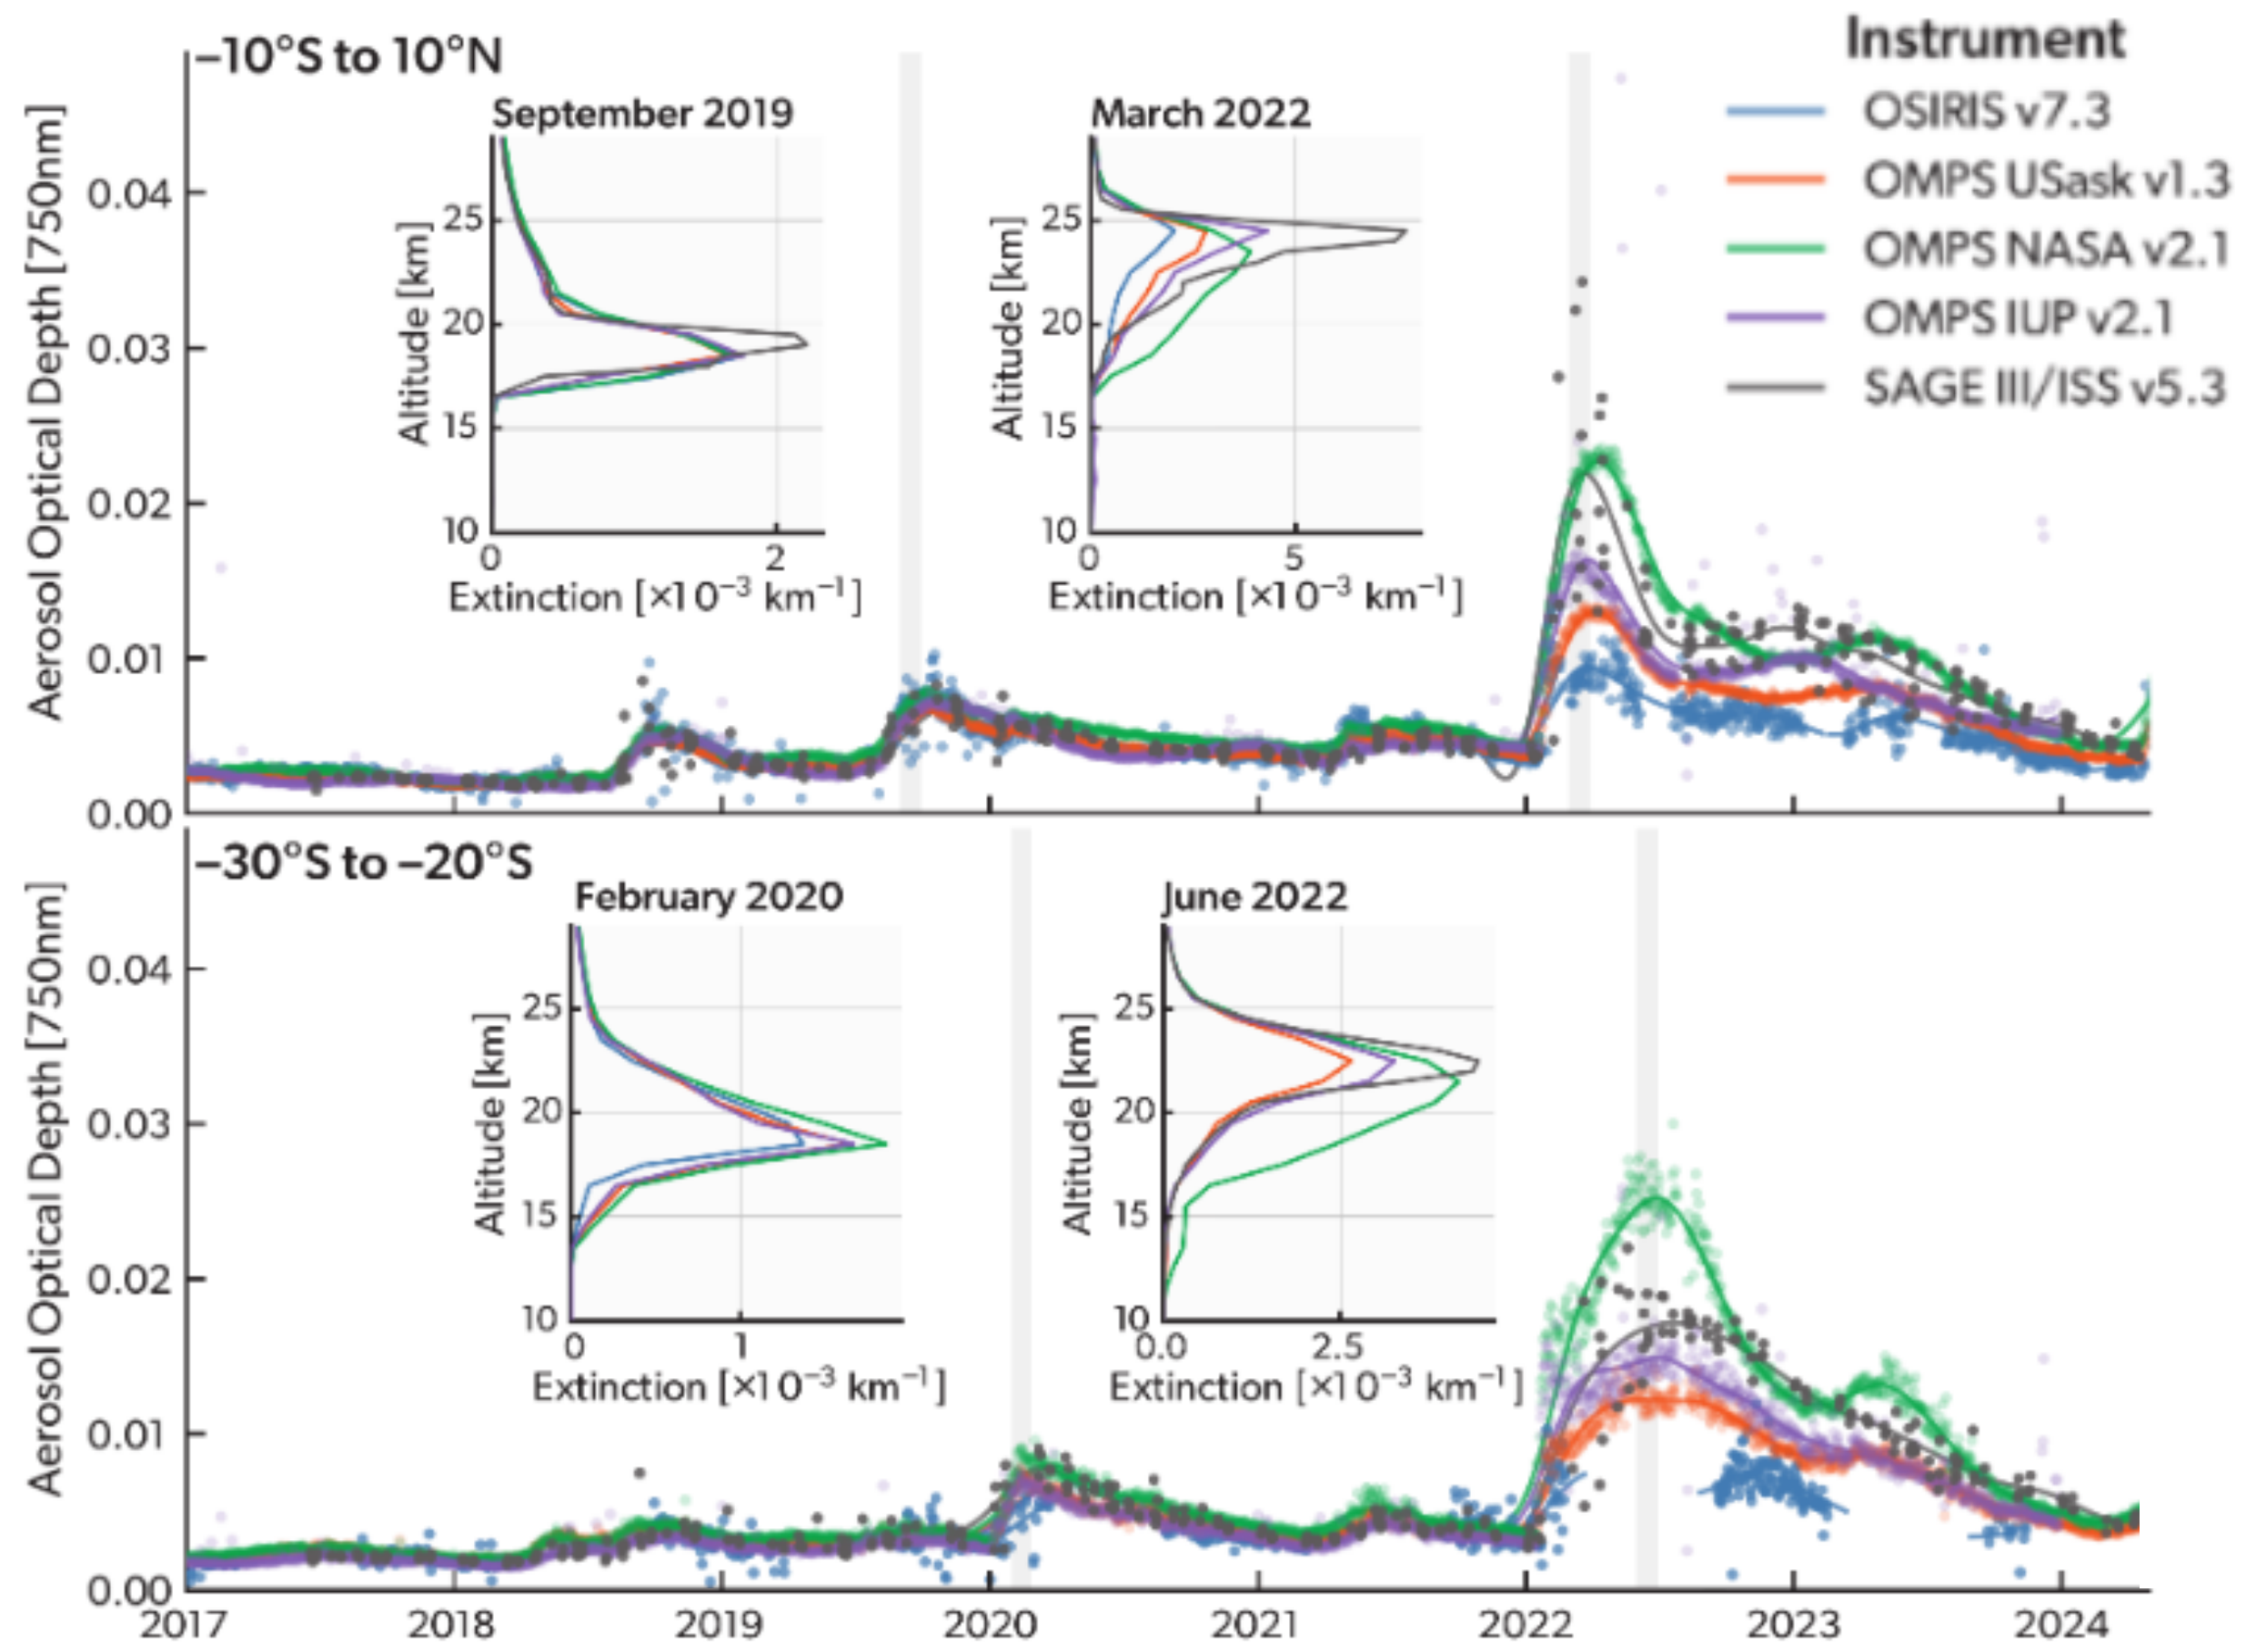 −10°S to 10°N
Instrument
OSIRIS v7.3
OMPS USask v1.3
OMPS NASA v2.1
OMPS IUP v2.1
SAGE III/ISS v5.3
Aerosol Optical Depth [750nm]
0.04
0.03
0.02
0.01
0.00
September 2019
Altitude [km]
25
20
15
10
0
2
Extinction [×10⁻³ km⁻¹]
March 2022
Altitude [km]
25
20
15
10
0
5
Extinction [×10⁻³ km⁻¹]
−30°S to −20°S
Aerosol Optical Depth [750nm]
0.04
0.03
0.02
0.01
0.00
February 2020
Altitude [km]
25
20
15
10
0
1
Extinction [×10⁻³ km⁻¹]
June 2022
Altitude [km]
25
20
15
10
0.0
2.5
Extinction [×10⁻³ km⁻¹]
2017
2018
2019
2020
2021
2022
2023
2024